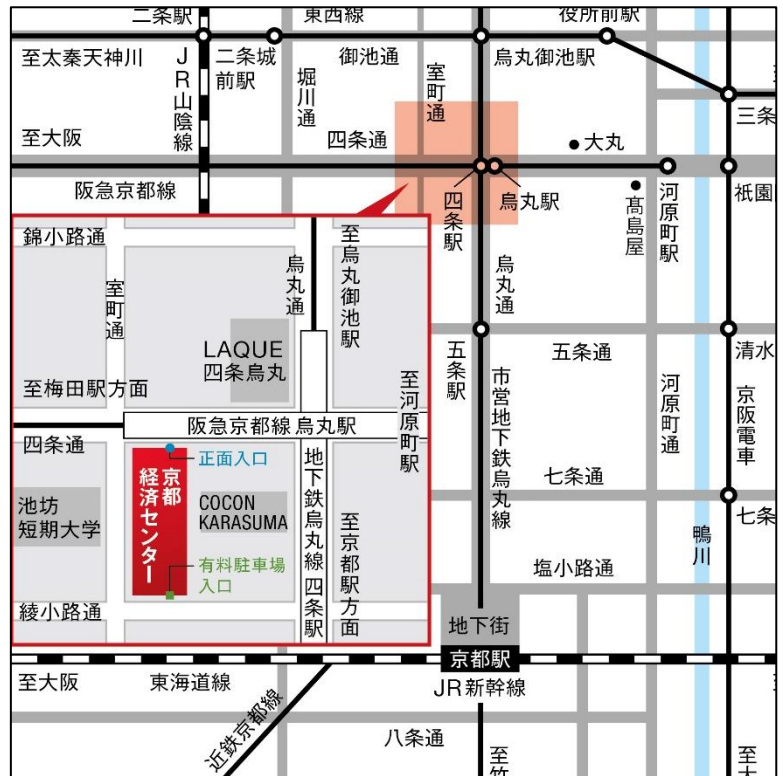 二条駅
東西線
役所前駅
至太秦天神川
JR山陰線
二条城
前駅
堀川通
御池通
室町通
烏丸御池駅
三条
至大阪
四条通
大丸
阪急京都線
四条駅
烏丸駅
髙島屋
河原町駅
祇園
錦小路通
室町通
烏丸通
至烏丸御池駅
烏丸通
LAQUE
四条烏丸
至梅田駅方面
五条駅
五条通
清水
阪急京都線 烏丸駅
至河原町駅
市営地下鉄烏丸線
河原町通
京阪電車
四条通
正面入口
京都
経済センター
池坊
短期大学
COCON
KARASUMA
地下鉄烏丸線 四条駅
至京都駅方面
七条通
七条
鴨川
有料駐車場
入口
塩小路通
綾小路通
地下街
京都駅
至大阪
東海道線
JR新幹線
近鉄京都線
八条通
至竹